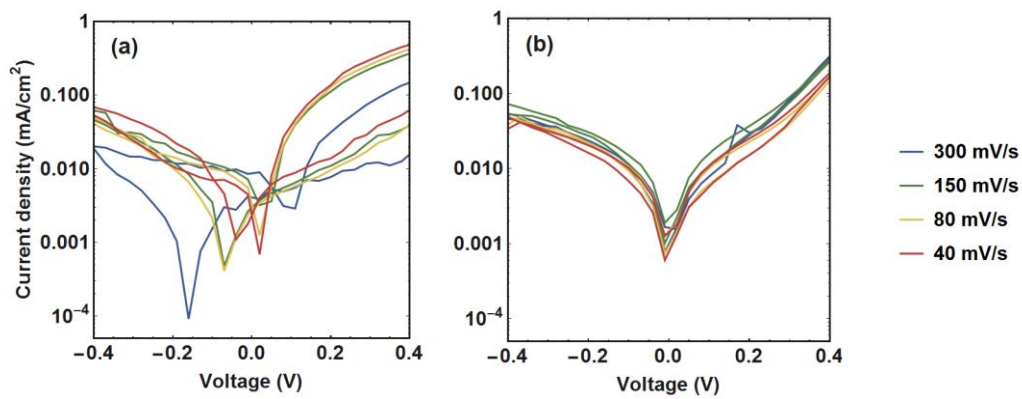 (a)
Current density (mA/cm²)
1
0.100
0.010
0.001
10⁻⁴
−0.4 −0.2 0.0 0.2 0.4
Voltage (V)
(b)
1
0.100
0.010
0.001
10⁻⁴
−0.4 −0.2 0.0 0.2 0.4
Voltage (V)
300 mV/s
150 mV/s
80 mV/s
40 mV/s